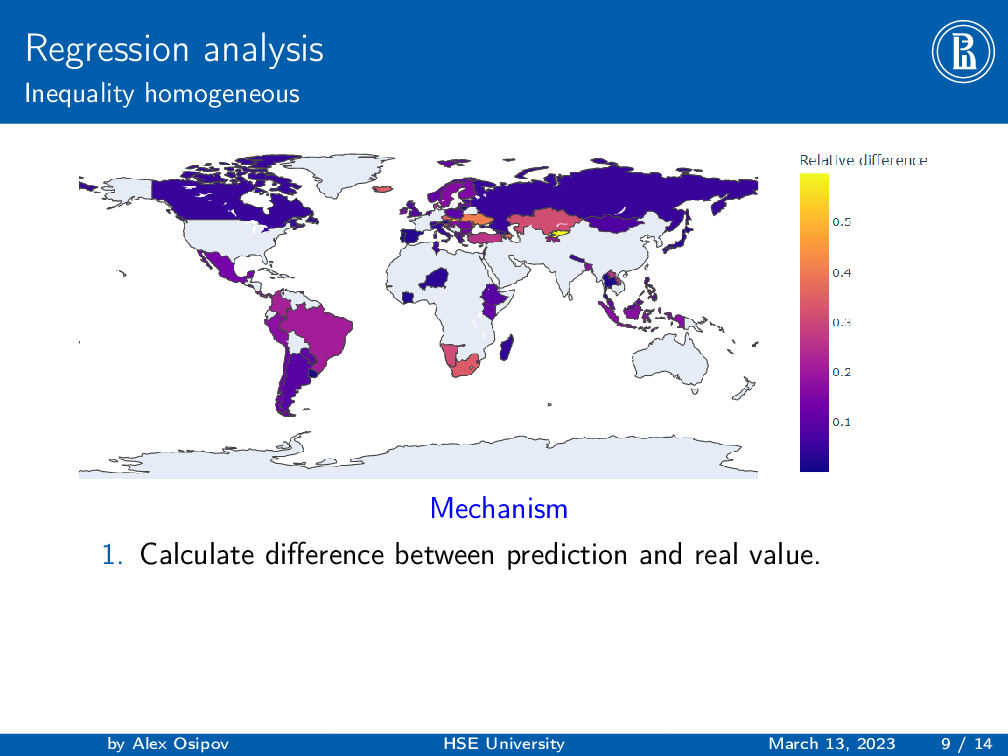 Regression analysis
Inequality homogeneous
Relative difference
0.5
0.4
0.3
0.2
0.1
Mechanism
1. Calculate difference between prediction and real value.
by Alex Osipov HSE University March 13, 2023 9 / 14